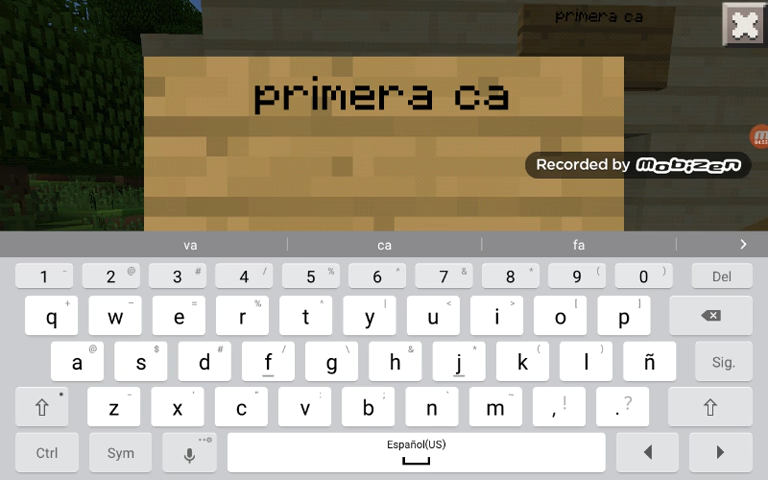 primera ca
primera ca
Recorded by mobizen
va ca fa
1 2 3 4 5 6 7 8 9 0 Del
q w e r t y u i o p
a s d f g h j k l ñ Sig.
z x c v b n m , ! . ?
Ctrl Sym Español(US)